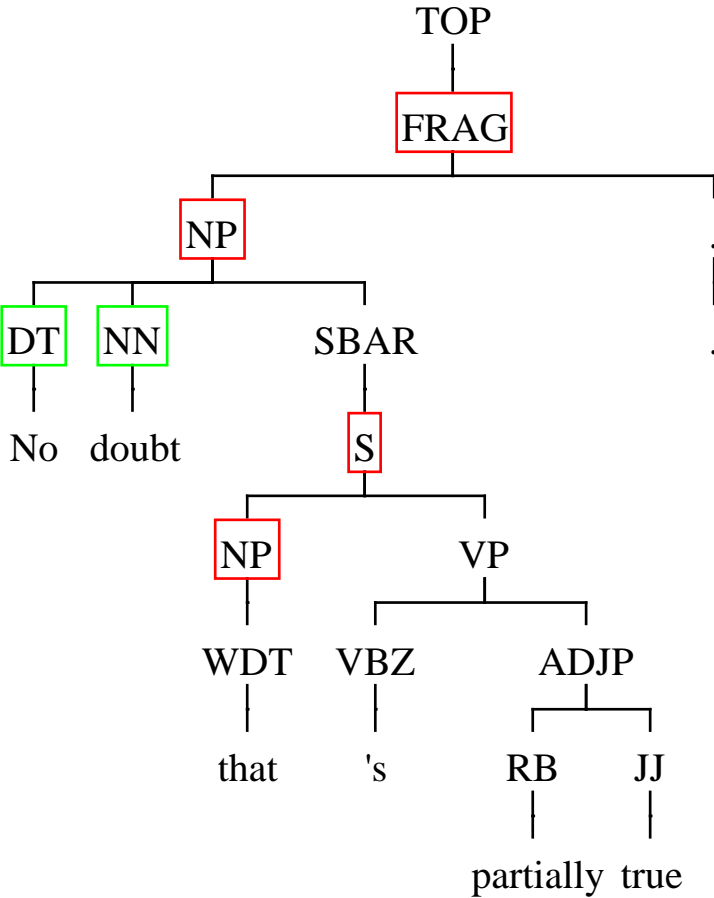 TOP
FRAG
NP .
DT NN SBAR .
No doubt S
NP VP
WDT VBZ ADJP
that 's RB JJ
partially true